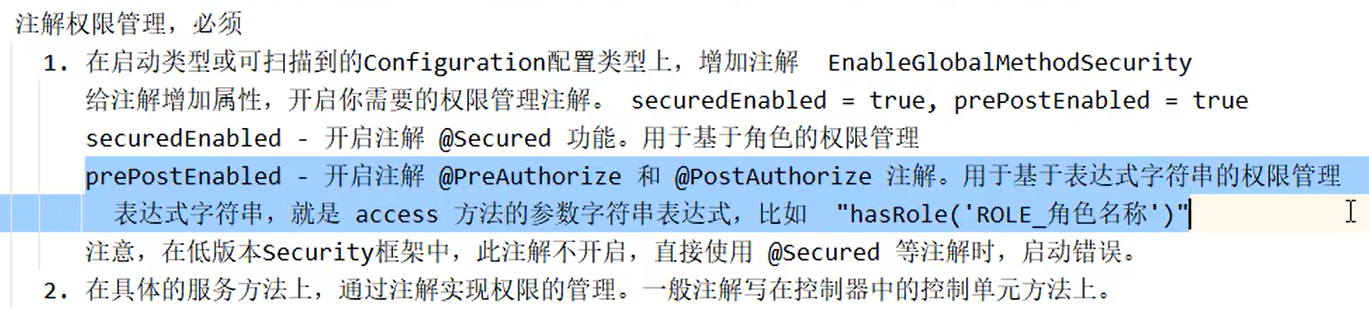 注解权限管理，必须
1. 在启动类型或可扫描到的Configuration配置类型上，增加注解  EnableGlobalMethodSecurity
给注解增加属性，开启你需要的权限管理注解。 securedEnabled = true, prePostEnabled = true
securedEnabled - 开启注解 @Secured 功能。用于基于角色的权限管理
prePostEnabled - 开启注解 @PreAuthorize 和 @PostAuthorize 注解。用于基于表达式字符串的权限管理
表达式字符串，就是 access 方法的参数字符串表达式，比如  "hasRole('ROLE_角色名称')"
注意，在低版本Security框架中，此注解不开启，直接使用 @Secured 等注解时，启动错误。
2. 在具体的服务方法上，通过注解实现权限的管理。一般注解写在控制器中的控制单元方法上。